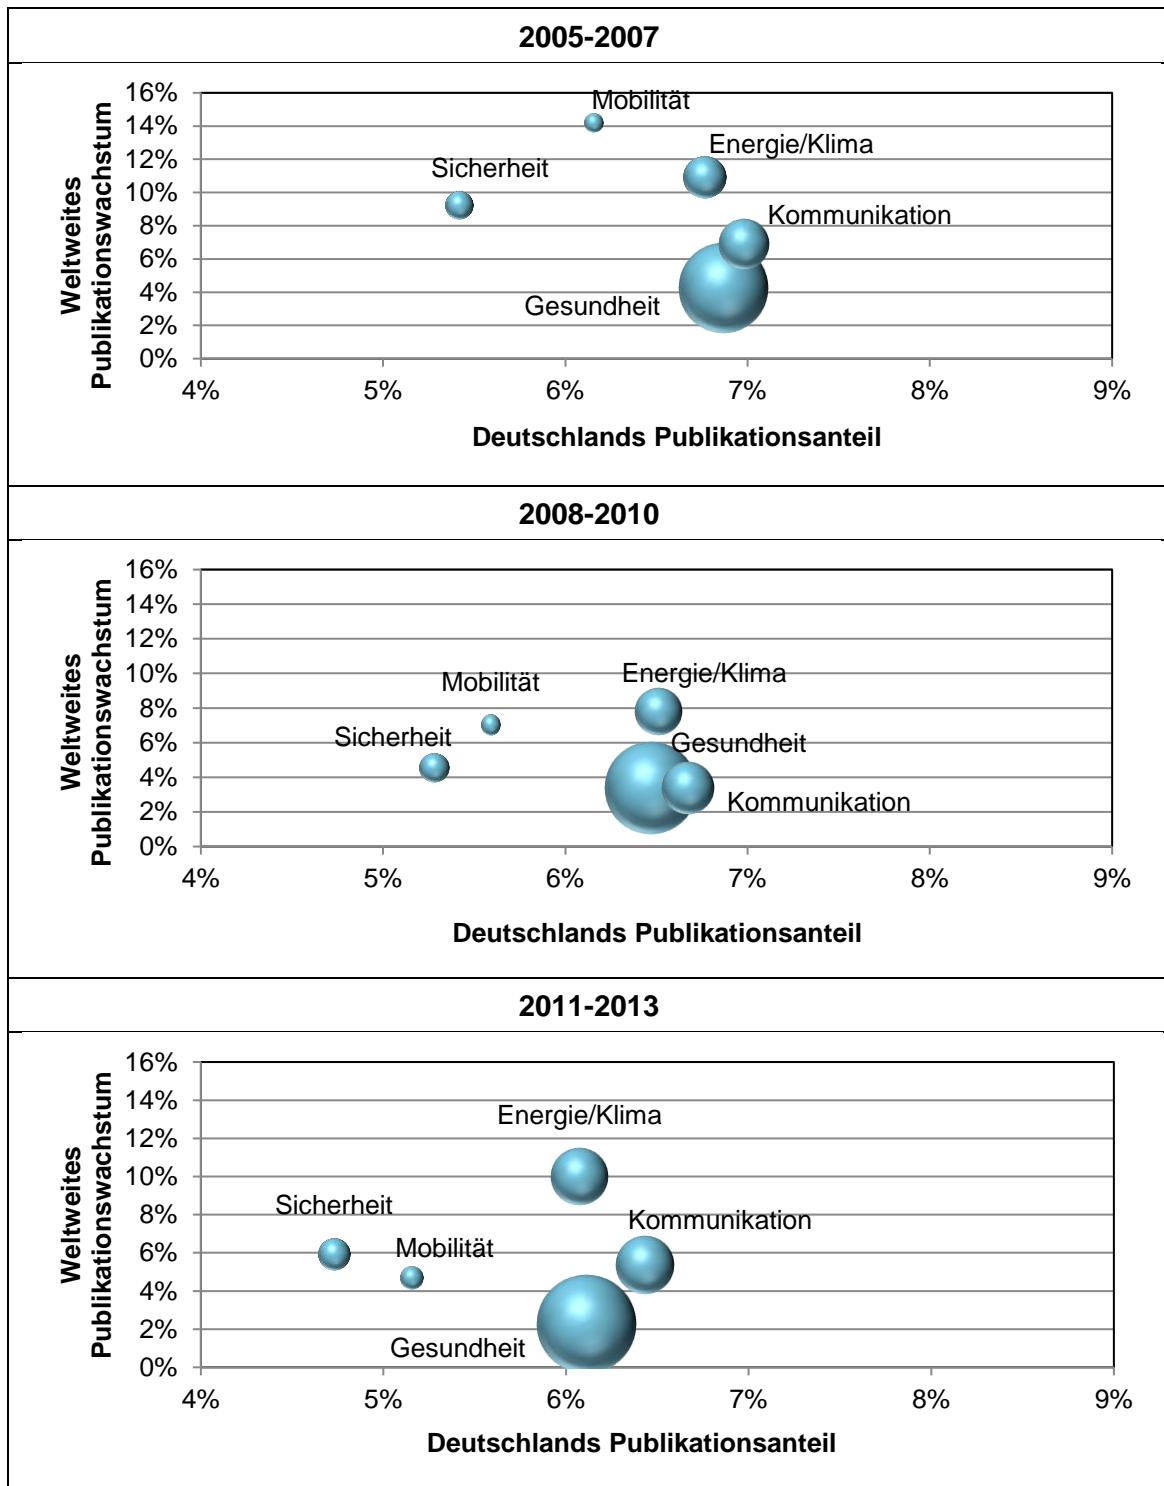 2005-2007
Weltweites
Publikationswachstum
16%
14%
12%
10%
8%
6%
4%
2%
0%
Mobilität
Energie/Klima
Sicherheit
Kommunikation
Gesundheit
4%
5%
6%
7%
8%
9%
Deutschlands Publikationsanteil
2008-2010
Weltweites
Publikationswachstum
16%
14%
12%
10%
8%
6%
4%
2%
0%
Energie/Klima
Mobilität
Sicherheit
Gesundheit
Kommunikation
4%
5%
6%
7%
8%
9%
Deutschlands Publikationsanteil
2011-2013
Weltweites
Publikationswachstum
16%
14%
12%
10%
8%
6%
4%
2%
0%
Energie/Klima
Sicherheit
Kommunikation
Mobilität
Gesundheit
4%
5%
6%
7%
8%
9%
Deutschlands Publikationsanteil